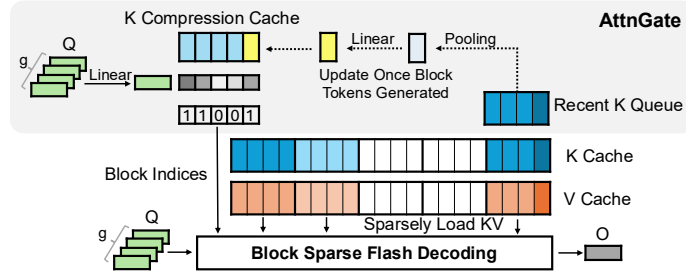 K Compression Cache
AttnGate
Q
g
Linear
Linear
Pooling
Update Once Block
Tokens Generated
Recent K Queue
1 1 0 0 1
K Cache
Block Indices
V Cache
Sparsely Load KV
Q
g
Block Sparse Flash Decoding
O